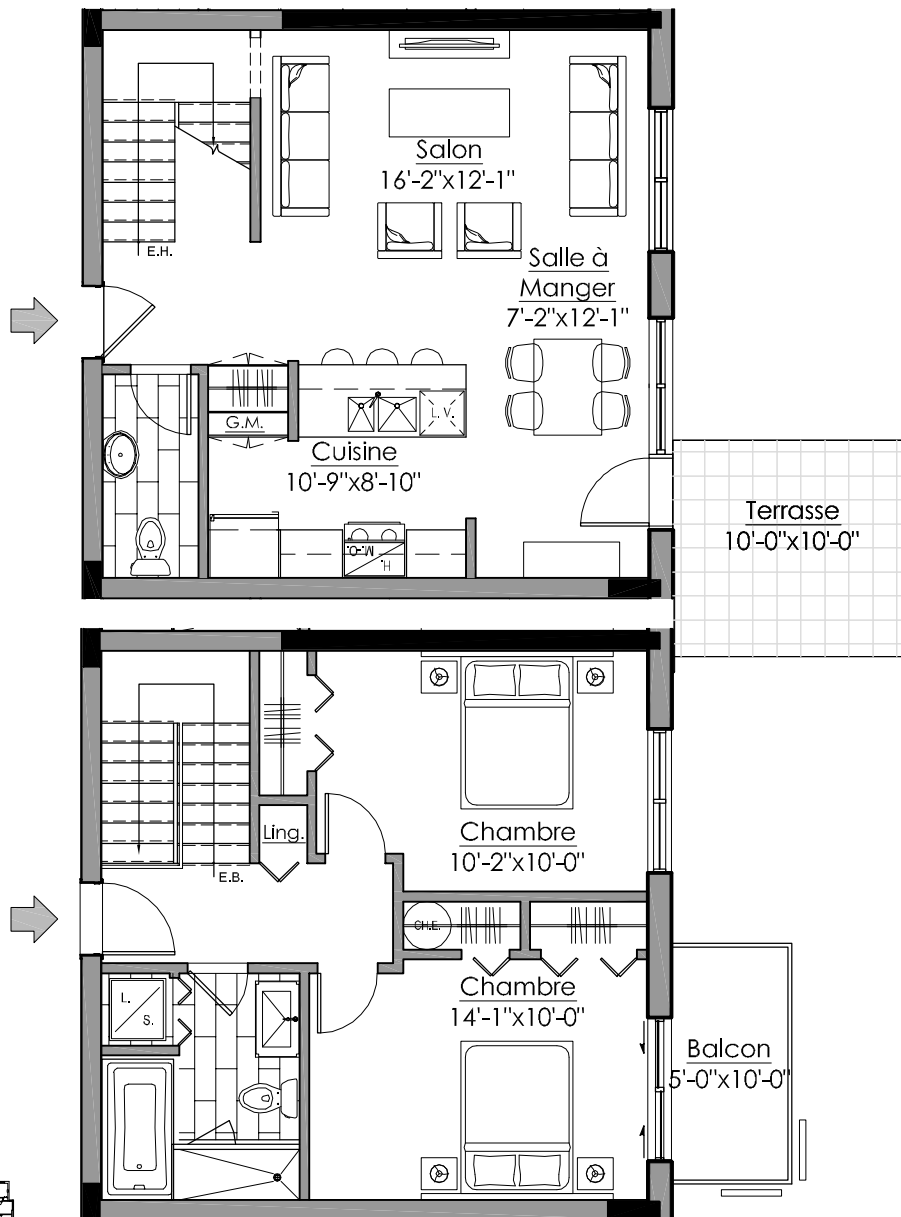 Salon
16'-2"x12'-1"
E.H.
Salle à
Manger
7'-2"x12'-1"
G.M.
L.V.
Cuisine
10'-9"x8'-10"
H.
M.-O.
Terrasse
10'-0"x10'-0"
Ling.
Chambre
10'-2"x10'-0"
E.B.
CH.E.
L.
S.
Chambre
14'-1"x10'-0"
Balcon
5'-0"x10'-0"